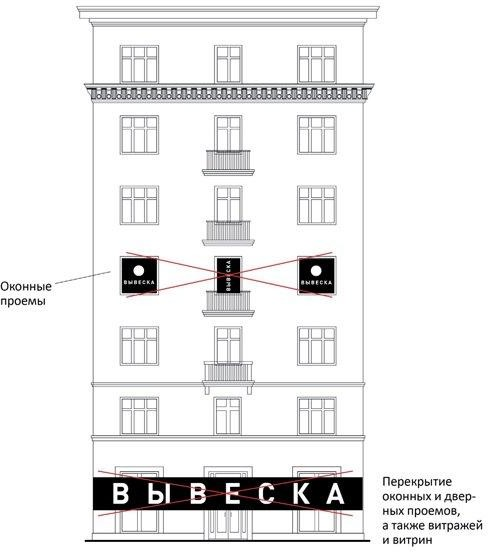 ВЫВЕСКА
ВЫВЕСКА
ВЫВЕСКА
Оконные
проемы
ВЫВЕСКА
Перекрытие
оконных и двер-
ных проемов,
а также витражей
и витрин